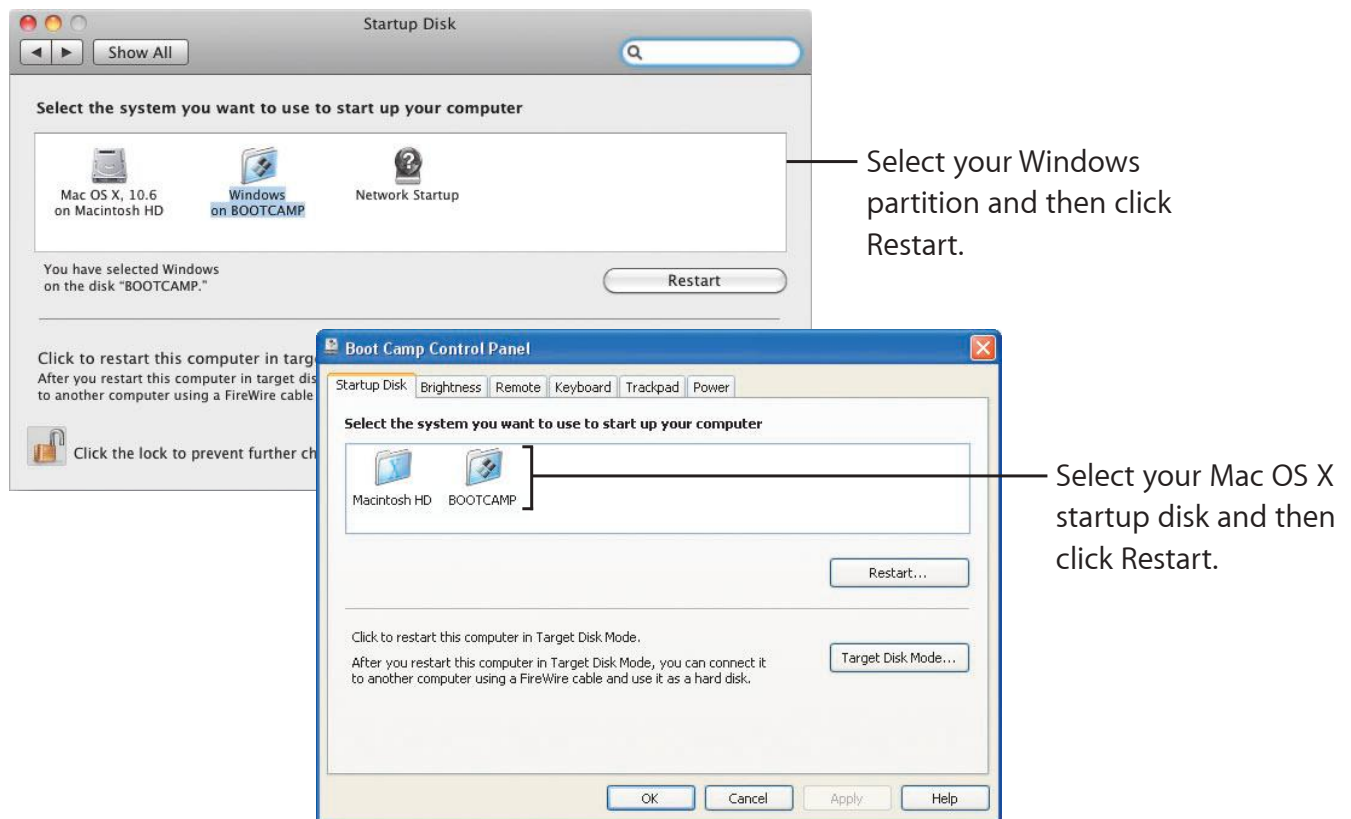 Startup Disk
Show All
Select the system you want to use to start up your computer
Mac OS X, 10.6
on Macintosh HD
Windows
on BOOTCAMP
Network Startup
You have selected Windows
on the disk “BOOTCAMP.”
Restart
Select your Windows
partition and then click
Restart.
Click to restart this computer in targ
After you restart this computer in target dis
to another computer using a FireWire cable
Click the lock to prevent further ch
Boot Camp Control Panel
Startup Disk Brightness Remote Keyboard Trackpad Power
Select the system you want to use to start up your computer
Macintosh HD BOOTCAMP
Restart...
Click to restart this computer in Target Disk Mode.
After you restart this computer in Target Disk Mode, you can connect it
to another computer using a FireWire cable and use it as a hard disk.
Target Disk Mode...
OK Cancel Apply Help
Select your Mac OS X
startup disk and then
click Restart.